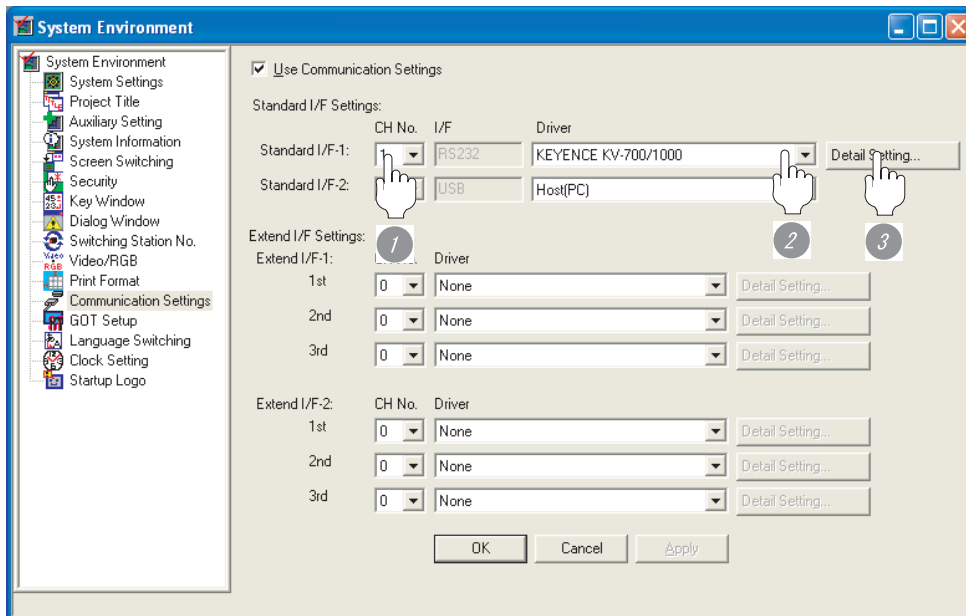 System Environment
System Environment
System Settings
Project Title
Auxiliary Setting
System Information
Screen Switching
Security
Key Window
Dialog Window
Switching Station No.
Video/RGB
Print Format
Communication Settings
GOT Setup
Language Switching
Clock Setting
Startup Logo
Use Communication Settings
Standard I/F Settings:
CH No. I/F Driver
Standard I/F-1: 1 RS232 KEYENCE KV-700/1000 Detail Setting...
Standard I/F-2: USB Host(PC)
1 2 3
Extend I/F Settings:
Extend I/F-1: Driver
1st 0 None Detail Setting...
2nd 0 None Detail Setting...
3rd 0 None Detail Setting...
Extend I/F-2: CH No. Driver
1st 0 None Detail Setting...
2nd 0 None Detail Setting...
3rd 0 None Detail Setting...
OK Cancel Apply